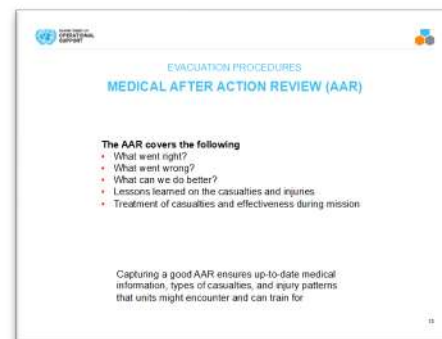 OPERATIONAL
SUPPORT
EVACUATION PROCEDURES
MEDICAL AFTER ACTION REVIEW (AAR)
The AAR covers the following
• What went right?
• What went wrong?
• What can we do better?
• Lessons learned on the casualties and injuries
• Treatment of casualties and effectiveness during mission
Capturing a good AAR ensures up-to-date medical
information, types of casualties, and injury patterns
that units might encounter and can train for